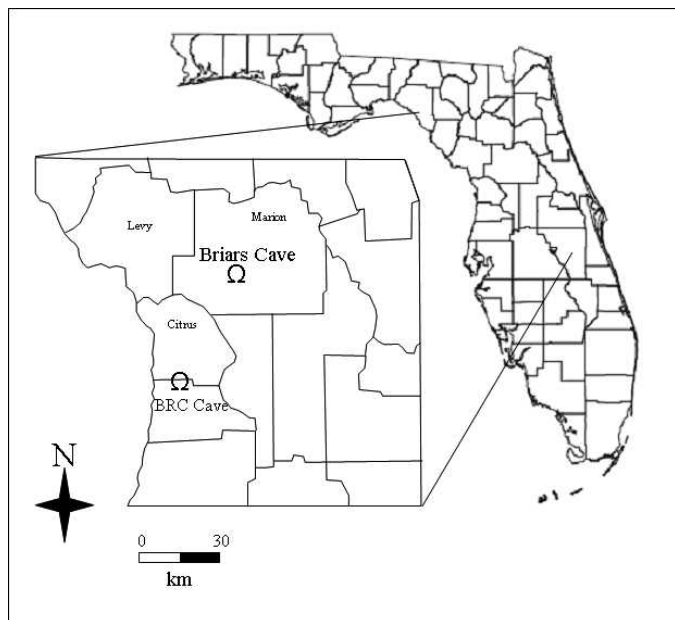 Marion
Levy
Briars Cave
Ω
Citrus
Ω
BRC Cave
N
0 30
km